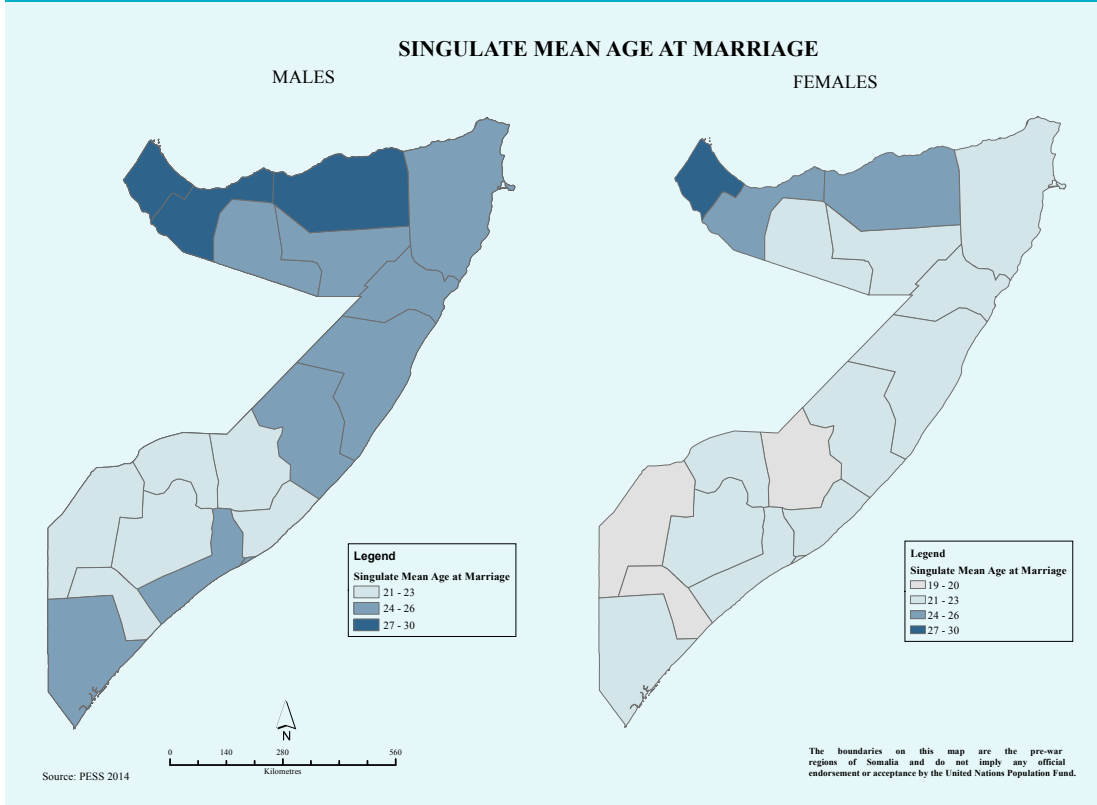 SINGULATE MEAN AGE AT MARRIAGE
MALES
FEMALES
Legend
Singulate Mean Age at Marriage
21 - 23
24 - 26
27 - 30
Legend
Singulate Mean Age at Marriage
19 - 20
21 - 23
24 - 26
27 - 30
N
0 140 280 560
Kilometres
Source: PESS 2014
The boundaries on this map are the pre-war
regions of Somalia and do not imply any official
endorsement or acceptance by the United Nations Population Fund.